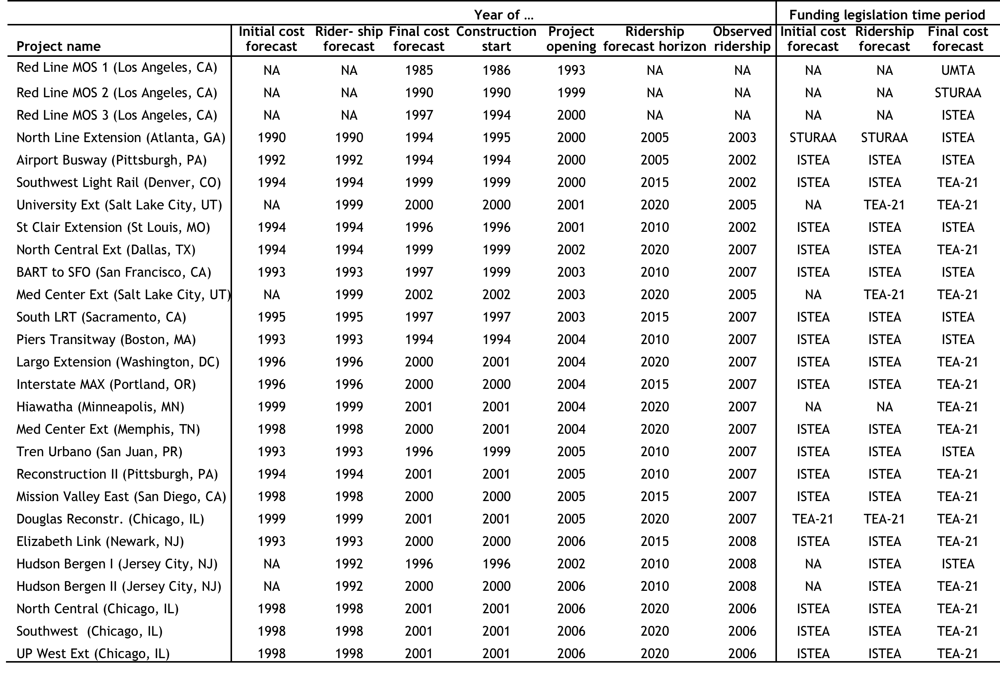 Year of … Funding legislation time period
Initial cost Rider- ship Final cost Construction Project Ridership Observed Initial cost Ridership Final cost
Project name forecast forecast forecast start opening forecast horizon ridership forecast forecast forecast
Red Line MOS 1 (Los Angeles, CA) NA NA 1985 1986 1993 NA NA NA NA UMTA
Red Line MOS 2 (Los Angeles, CA) NA NA 1990 1990 1999 NA NA NA NA STURAA
Red Line MOS 3 (Los Angeles, CA) NA NA 1997 1994 2000 NA NA NA NA ISTEA
North Line Extension (Atlanta, GA) 1990 1990 1994 1995 2000 2005 2003 STURAA STURAA ISTEA
Airport Busway (Pittsburgh, PA) 1992 1992 1994 1994 2000 2005 2002 ISTEA ISTEA ISTEA
Southwest Light Rail (Denver, CO) 1994 1994 1999 1999 2000 2015 2002 ISTEA ISTEA TEA-21
University Ext (Salt Lake City, UT) NA 1999 2000 2000 2001 2020 2005 NA TEA-21 TEA-21
St Clair Extension (St Louis, MO) 1994 1994 1996 1996 2001 2010 2002 ISTEA ISTEA ISTEA
North Central Ext (Dallas, TX) 1994 1994 1999 1999 2002 2020 2007 ISTEA ISTEA TEA-21
BART to SFO (San Francisco, CA) 1993 1993 1997 1999 2003 2010 2007 ISTEA ISTEA ISTEA
Med Center Ext (Salt Lake City, UT) NA 1999 2002 2002 2003 2020 2005 NA TEA-21 TEA-21
South LRT (Sacramento, CA) 1995 1995 1997 1997 2003 2015 2007 ISTEA ISTEA ISTEA
Piers Transitway (Boston, MA) 1993 1993 1994 1994 2004 2010 2007 ISTEA ISTEA ISTEA
Largo Extension (Washington, DC) 1996 1996 2000 2001 2004 2020 2007 ISTEA ISTEA TEA-21
Interstate MAX (Portland, OR) 1996 1996 2000 2000 2004 2015 2007 ISTEA ISTEA TEA-21
Hiawatha (Minneapolis, MN) 1999 1999 2001 2001 2004 2020 2007 NA NA TEA-21
Med Center Ext (Memphis, TN) 1998 1998 2000 2001 2004 2020 2007 ISTEA ISTEA TEA-21
Tren Urbano (San Juan, PR) 1993 1993 1996 1999 2005 2010 2007 ISTEA ISTEA ISTEA
Reconstruction II (Pittsburgh, PA) 1994 1994 2001 2001 2005 2010 2007 ISTEA ISTEA TEA-21
Mission Valley East (San Diego, CA) 1998 1998 2000 2000 2005 2015 2007 ISTEA ISTEA TEA-21
Douglas Reconstr. (Chicago, IL) 1999 1999 2001 2001 2005 2020 2007 TEA-21 TEA-21 TEA-21
Elizabeth Link (Newark, NJ) 1993 1993 2000 2000 2006 2015 2008 ISTEA ISTEA TEA-21
Hudson Bergen I (Jersey City, NJ) NA 1992 1996 1996 2002 2010 2008 NA ISTEA ISTEA
Hudson Bergen II (Jersey City, NJ) NA 1992 2000 2000 2006 2010 2008 NA ISTEA TEA-21
North Central (Chicago, IL) 1998 1998 2001 2001 2006 2020 2006 ISTEA ISTEA TEA-21
Southwest (Chicago, IL) 1998 1998 2001 2001 2006 2020 2006 ISTEA ISTEA TEA-21
UP West Ext (Chicago, IL) 1998 1998 2001 2001 2006 2020 2006 ISTEA ISTEA TEA-21